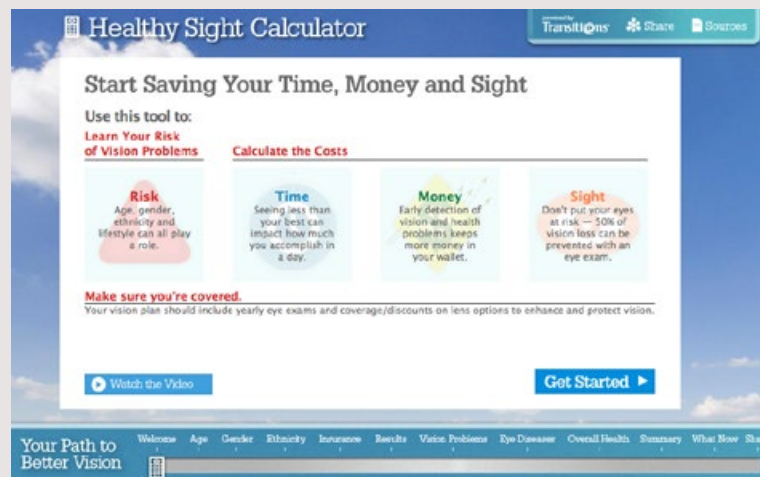 Healthy Sight Calculator
powered by
Transitions
Share
Sources
Start Saving Your Time, Money and Sight
Use this tool to:
Learn Your Risk
of Vision Problems
Calculate the Costs
Risk
Age, gender,
ethnicity and
lifestyle can all play
a role.
Time
Seeing less than
your best can
impact how much
you accomplish in
a day.
Money
Early detection of
vision and health
problems keeps
more money in
your wallet.
Sight
Don't put your eyes
at risk — 50% of
vision loss can be
prevented with an
eye exam.
Make sure you're covered.
Your vision plan should include yearly eye exams and coverage/discounts on lens options to enhance and protect vision.
Watch the Video
Get Started
Your Path to
Better Vision
Welcome Age Gender Ethnicity Insurance Results Vision Problems Eye Diseases Overall Health Summary What Now